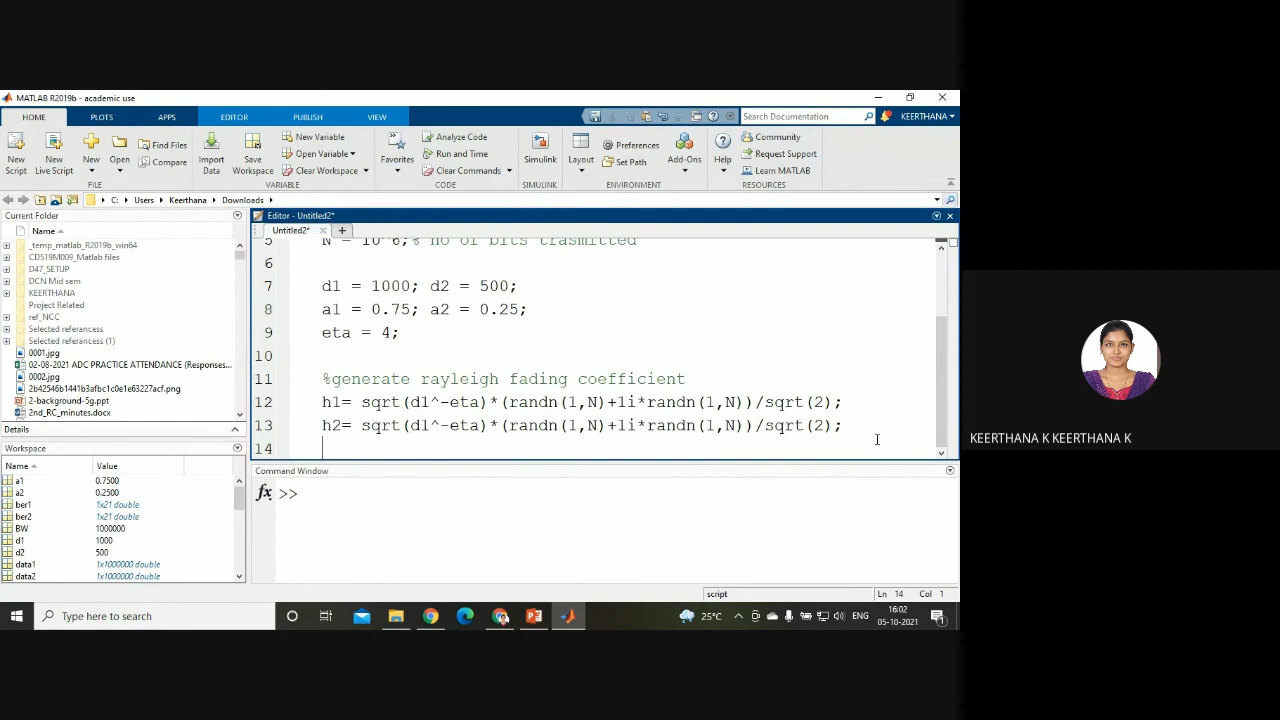 MATLAB R2019b - academic use
HOME PLOTS APPS EDITOR PUBLISH VIEW Search Documentation KEERTHANA
New Script New Live Script New Open Find Files Compare Import Data Save Workspace New Variable Open Variable Clear Workspace Favorites Analyze Code Run and Time Clear Commands Simulink Layout Preferences Set Path Add-Ons Help Community Request Support Learn MATLAB
FILE VARIABLE CODE SIMULINK ENVIRONMENT RESOURCES
C: Users Keerthana Downloads
Current Folder
Name
_temp_matlab_R2019b_win64
CDS19M009_Matlab files
D47_SETUP
DCN Mid sem
KEERTHANA
Project Related
ref_NCC
Selected referances
Selected referancess (1)
0001.jpg
02-08-2021 ADC PRACTICE ATTENDANCE (Responses...
0002.jpg
2b42546b1441b3afbc1c0e1e63227acf.png
2-background-5g.ppt
2nd_RC_minutes.docx
Details
Workspace
Name Value
a1 0.7500
a2 0.2500
ber1 1x21 double
ber2 1x21 double
BW 1000000
d1 1000
d2 500
data1 1x1000000 double
data2 1x1000000 double
Editor - Untitled2*
Untitled2* +
5 N = 10^6;% no of bits trasmitted
6
7 d1 = 1000; d2 = 500;
8 a1 = 0.75; a2 = 0.25;
9 eta = 4;
10
11 %generate rayleigh fading coefficient
12 h1= sqrt(d1^-eta)*(randn(1,N)+1i*randn(1,N))/sqrt(2);
13 h2= sqrt(d1^-eta)*(randn(1,N)+1i*randn(1,N))/sqrt(2);
14
Command Window
fx >>
script Ln 14 Col 1
Type here to search 25°C ENG 16:02 05-10-2021 1
KEERTHANA K KEERTHANA K